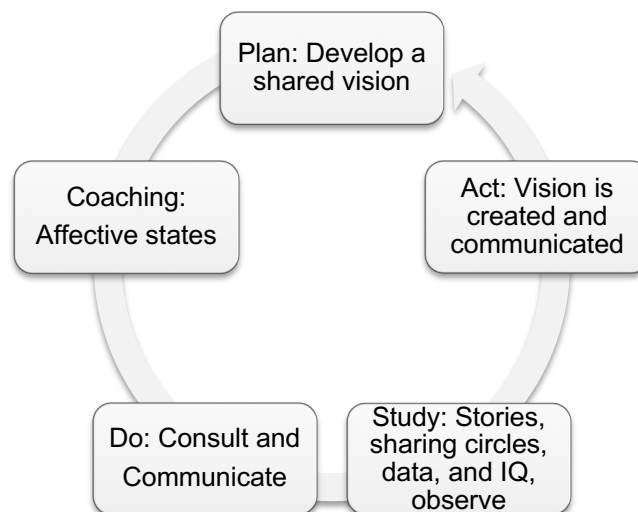 Plan: Develop a
shared vision
Coaching:
Affective states
Act: Vision is
created and
communicated
Do: Consult and
Communicate
Study: Stories,
sharing circles,
data, and IQ,
observe